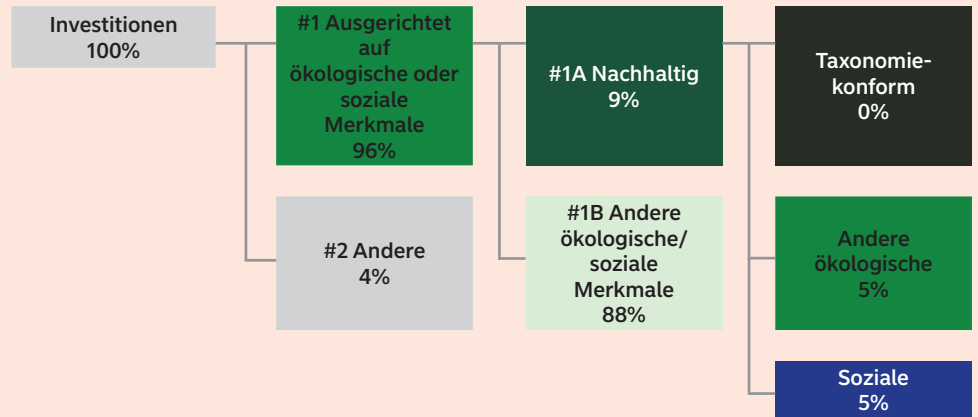 Investitionen
100%
#1 Ausgerichtet
auf
ökologische oder
soziale
Merkmale
96%
#2 Andere
4%
#1A Nachhaltig
9%
#1B Andere
ökologische/
soziale
Merkmale
88%
Taxonomie-
konform
0%
Andere
ökologische
5%
Soziale
5%